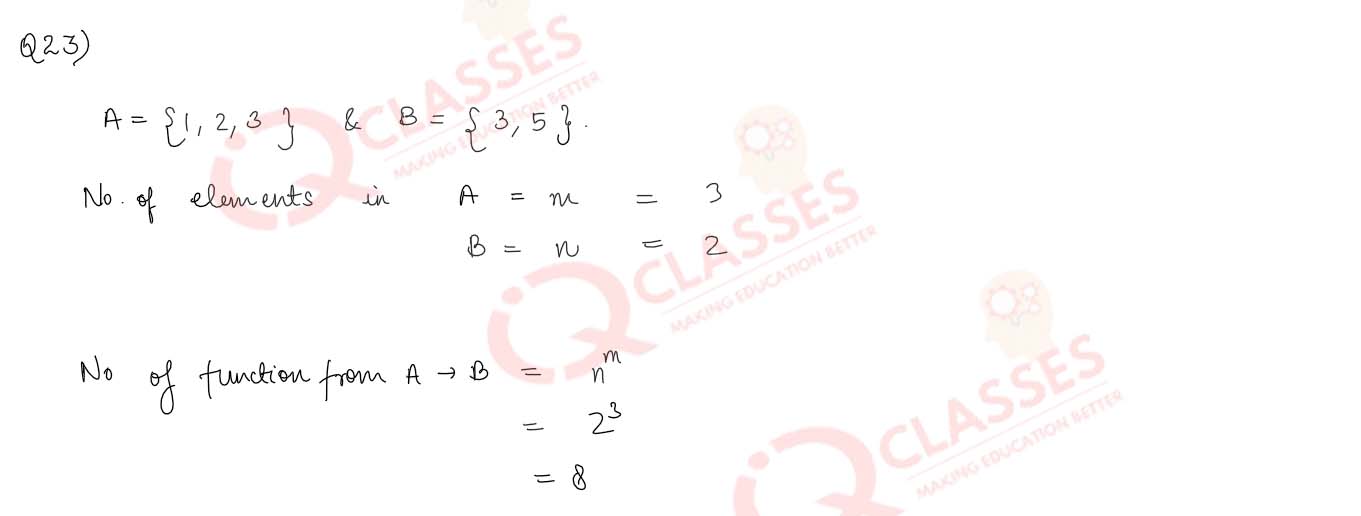 Q23)
A = {1, 2, 3 } & B = { 3, 5 }.
No. of elements in A = m = 3
B = n = 2
No of function from A → B = n^m
= 2^3
= 8
iQ CLASSES
MAKING EDUCATION BETTER
iQ CLASSES
MAKING EDUCATION BETTER
iQ CLASSES
MAKING EDUCATION BETTER